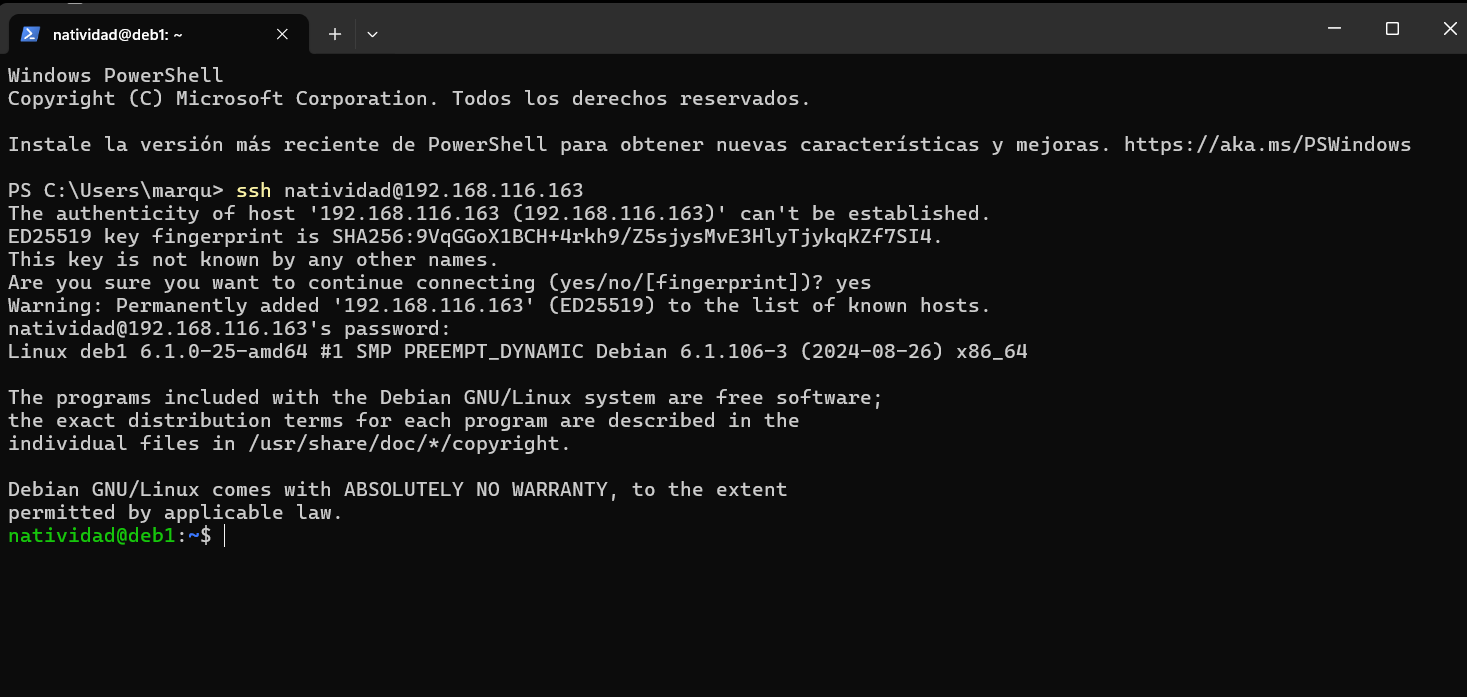 natividad@deb1: ~
Windows PowerShell
Copyright (C) Microsoft Corporation. Todos los derechos reservados.
Instale la versión más reciente de PowerShell para obtener nuevas características y mejoras. https://aka.ms/PSWindows
PS C:\Users\marqu> ssh natividad@192.168.116.163
The authenticity of host '192.168.116.163 (192.168.116.163)' can't be established.
ED25519 key fingerprint is SHA256:9VqGGoX1BCH+4rkh9/Z5sjysMvE3HlyTjykqKZf7SI4.
This key is not known by any other names.
Are you sure you want to continue connecting (yes/no/[fingerprint])? yes
Warning: Permanently added '192.168.116.163' (ED25519) to the list of known hosts.
natividad@192.168.116.163's password:
Linux deb1 6.1.0-25-amd64 #1 SMP PREEMPT_DYNAMIC Debian 6.1.106-3 (2024-08-26) x86_64
The programs included with the Debian GNU/Linux system are free software;
the exact distribution terms for each program are described in the
individual files in /usr/share/doc/*/copyright.
Debian GNU/Linux comes with ABSOLUTELY NO WARRANTY, to the extent
permitted by applicable law.
natividad@deb1:~$